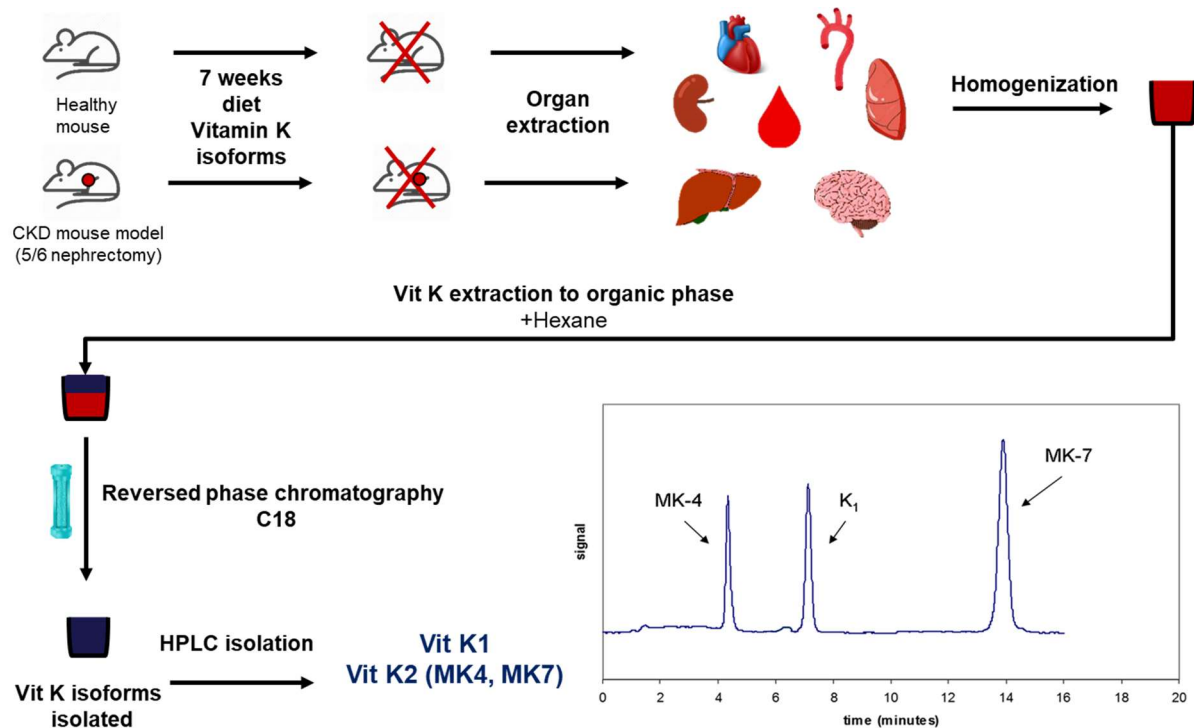 Healthy
mouse
7 weeks
diet
Vitamin K
isoforms
Organ
extraction
Homogenization
CKD mouse model
(5/6 nephrectomy)
Vit K extraction to organic phase
+Hexane
Reversed phase chromatography
C18
HPLC isolation
Vit K isoforms
isolated
Vit K1
Vit K2 (MK4, MK7)
MK-4
K₁
MK-7
signal
0 2 4 6 8 10 12 14 16 18 20
time (minutes)